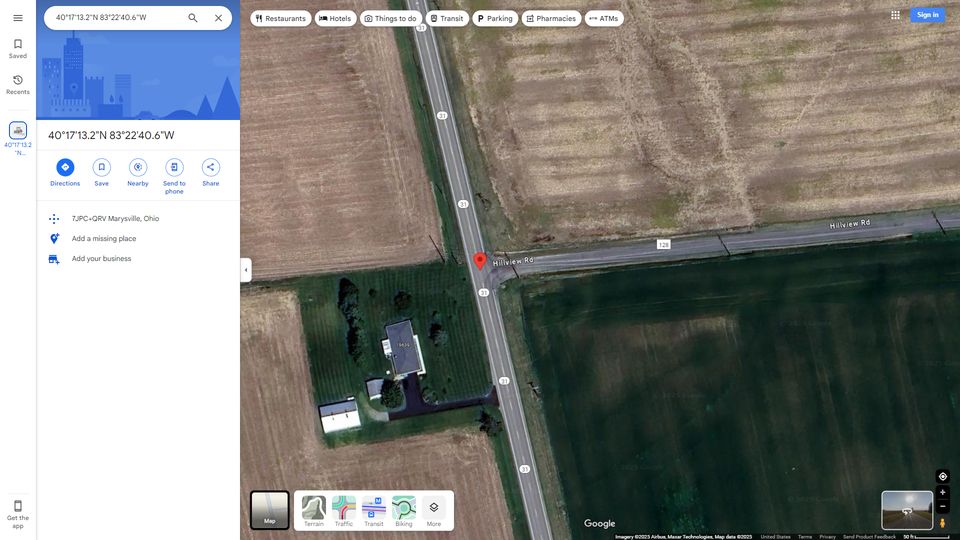 40°17'13.2"N 83°22'40.6"W
Restaurants
Hotels
Things to do
Transit
Parking
Pharmacies
ATMs
Sign in
Saved
Recents
40°17'13.2
"N...
40°17'13.2"N 83°22'40.6"W
Directions
Save
Nearby
Send to
phone
Share
7JPC+QRV Marysville, Ohio
Add a missing place
Add your business
31
31
31
128
Hillview Rd
Hillview Rd
31
31
31
Get the
app
Map
Terrain
Traffic
Transit
Biking
More
Google
Imagery ©2025 Airbus, Maxar Technologies, Map data ©2025
United States
Terms
Privacy
Send Product Feedback
50 ft